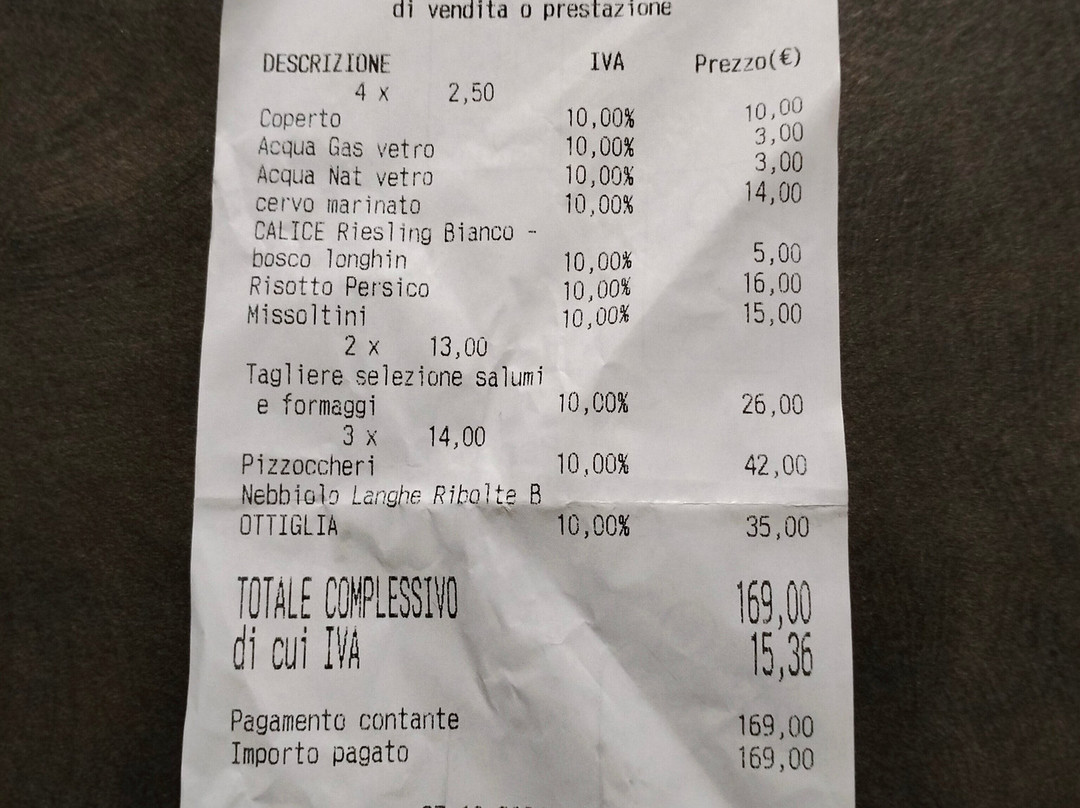 di vendita o prestazione
DESCRIZIONE IVA Prezzo(€)
4 x 2,50
Coperto 10,00% 10,00
Acqua Gas vetro 10,00% 3,00
Acqua Nat vetro 10,00% 3,00
cervo marinato 10,00% 14,00
CALICE Riesling Bianco -
bosco longhin 10,00% 5,00
Risotto Persico 10,00% 16,00
Missoltini 10,00% 15,00
2 x 13,00
Tagliere selezione salumi
e formaggi 10,00% 26,00
3 x 14,00
Pizzoccheri 10,00% 42,00
Nebbiolo Langhe Ribolte B
OTTIGLIA 10,00% 35,00
TOTALE COMPLESSIVO 169,00
di cui IVA 15,36
Pagamento contante 169,00
Importo pagato 169,00